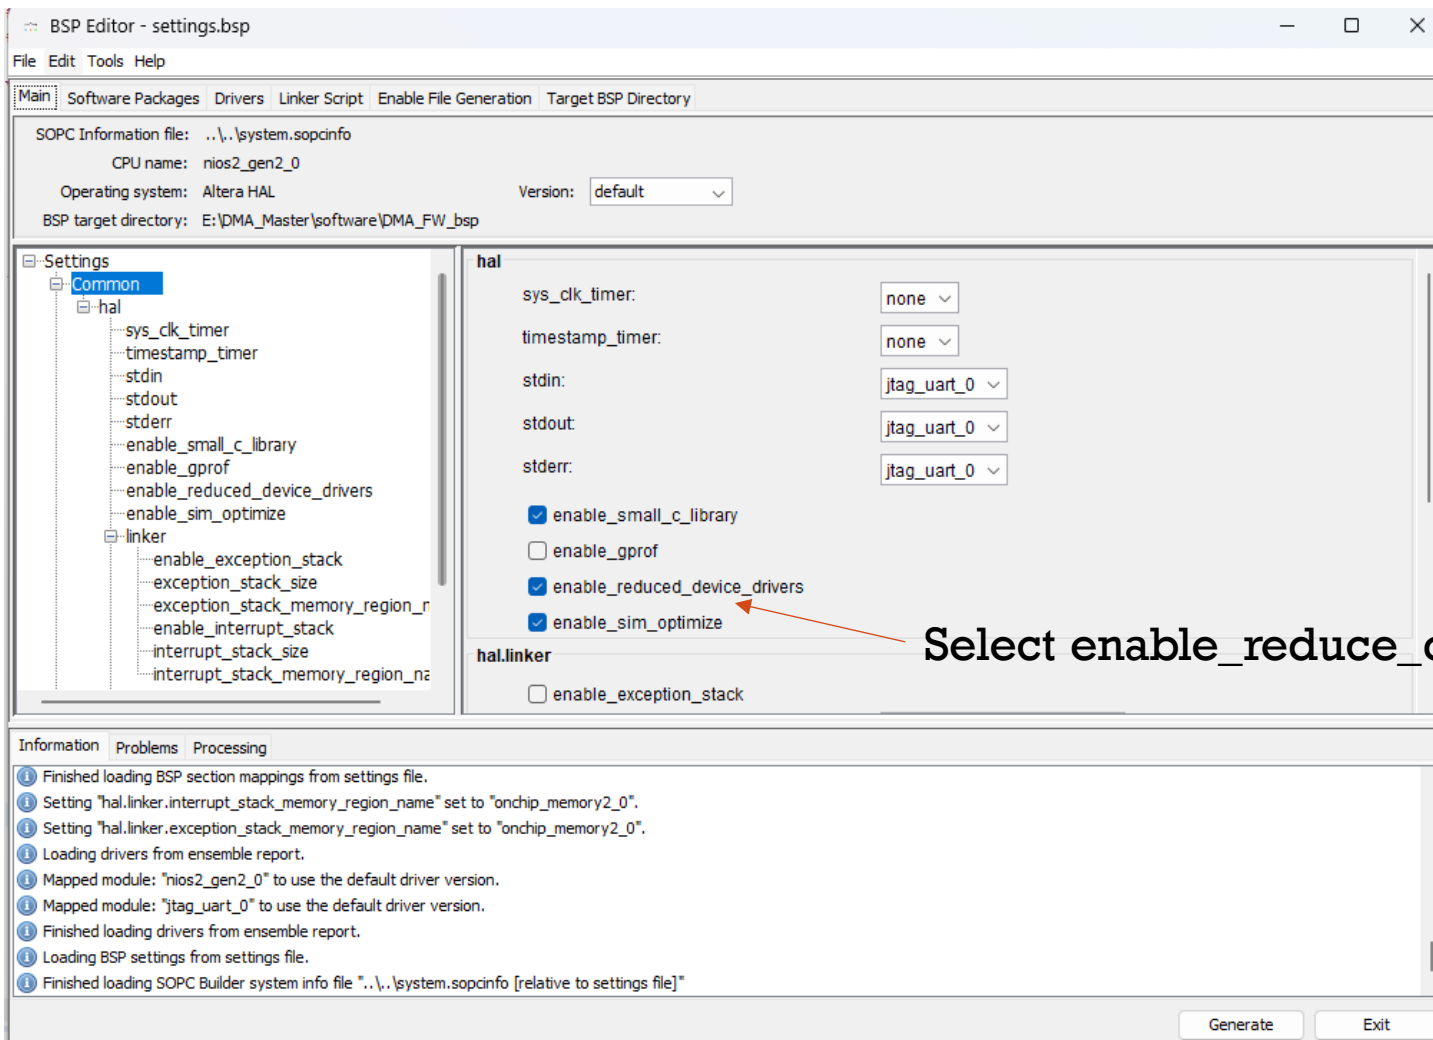 BSP Editor - settings.bsp
File Edit Tools Help
Main Software Packages Drivers Linker Script Enable File Generation Target BSP Directory
SOPC Information file: ..\..\system.sopcinfo
CPU name: nios2_gen2_0
Operating system: Altera HAL Version: default
BSP target directory: E:\DMA_Master\software\DMA_FW_bsp
Settings
Common
hal
sys_clk_timer
timestamp_timer
stdin
stdout
stderr
enable_small_c_library
enable_gprof
enable_reduced_device_drivers
enable_sim_optimize
linker
enable_exception_stack
exception_stack_size
exception_stack_memory_region_n
enable_interrupt_stack
interrupt_stack_size
interrupt_stack_memory_region_na
hal
sys_clk_timer: none
timestamp_timer: none
stdin: jtag_uart_0
stdout: jtag_uart_0
stderr: jtag_uart_0
enable_small_c_library
enable_gprof
enable_reduced_device_drivers
enable_sim_optimize
Select enable_reduce_
hal.linker
enable_exception_stack
Information Problems Processing
Finished loading BSP section mappings from settings file.
Setting "hal.linker.interrupt_stack_memory_region_name" set to "onchip_memory2_0".
Setting "hal.linker.exception_stack_memory_region_name" set to "onchip_memory2_0".
Loading drivers from ensemble report.
Mapped module: "nios2_gen2_0" to use the default driver version.
Mapped module: "jtag_uart_0" to use the default driver version.
Finished loading drivers from ensemble report.
Loading BSP settings from settings file.
Finished loading SOPC Builder system info file "..\..\system.sopcinfo [relative to settings file]"
Generate Exit